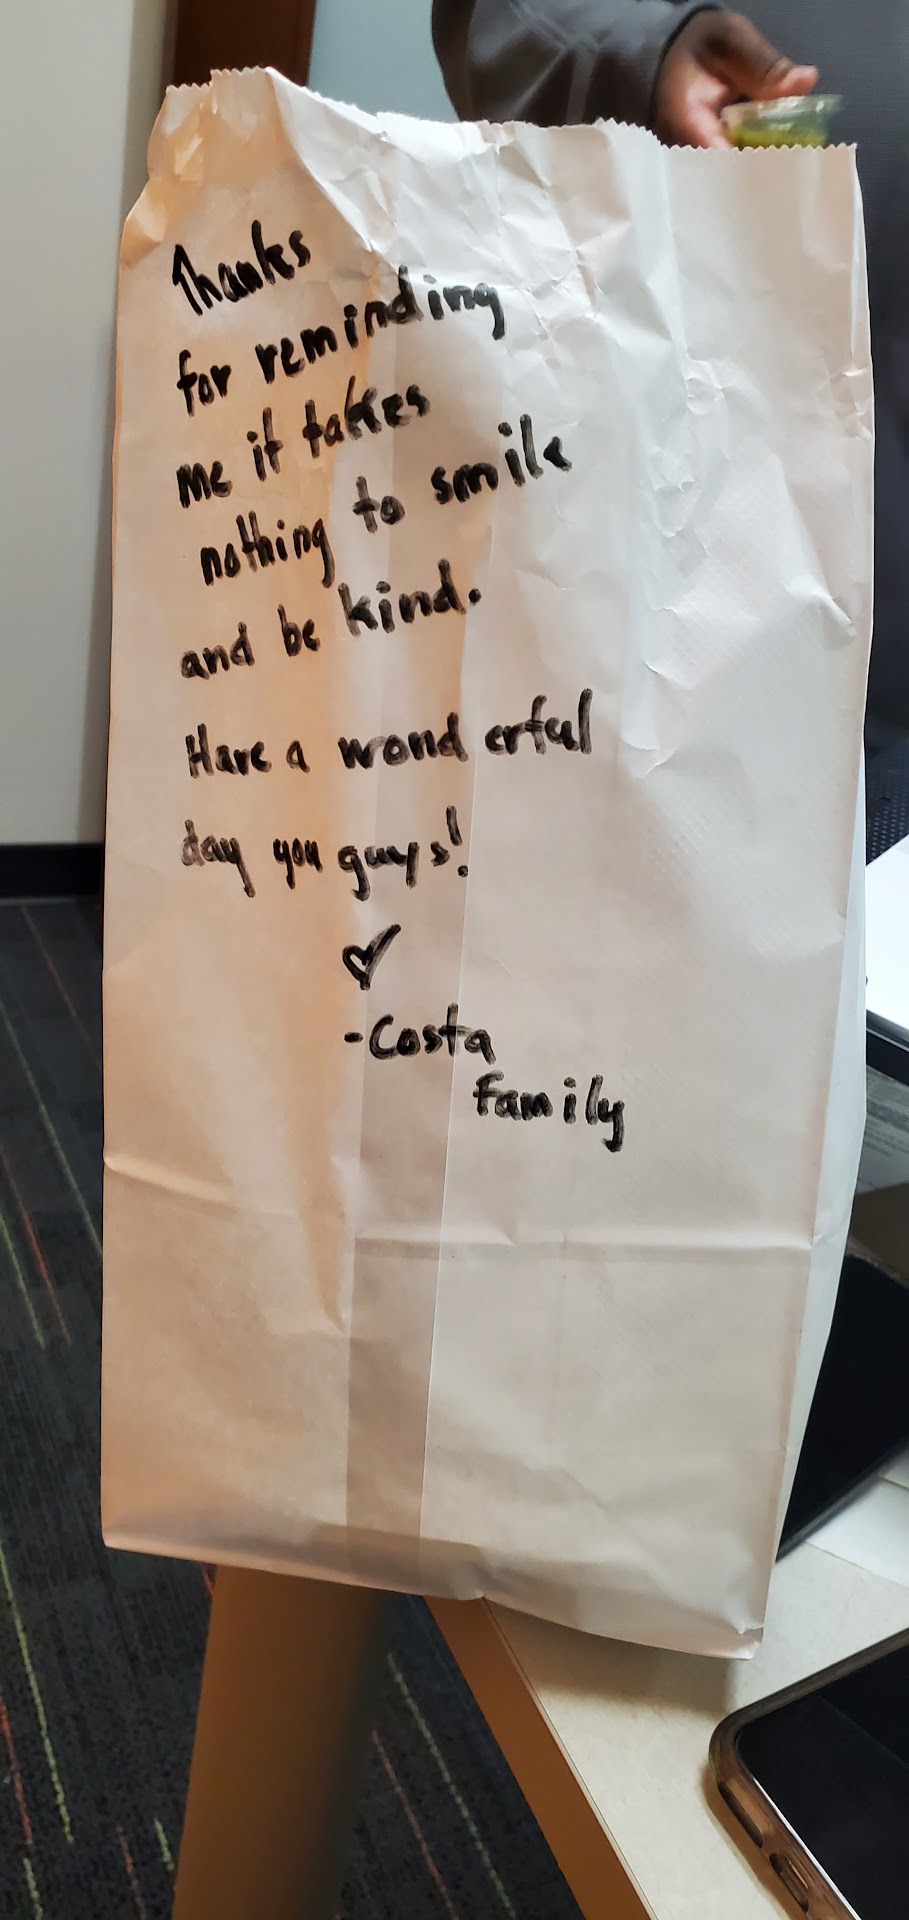 Thanks
for reminding
me it takes
nothing to smile
and be kind.
Have a wonderful
day you guys!
♡
-Costa
Family